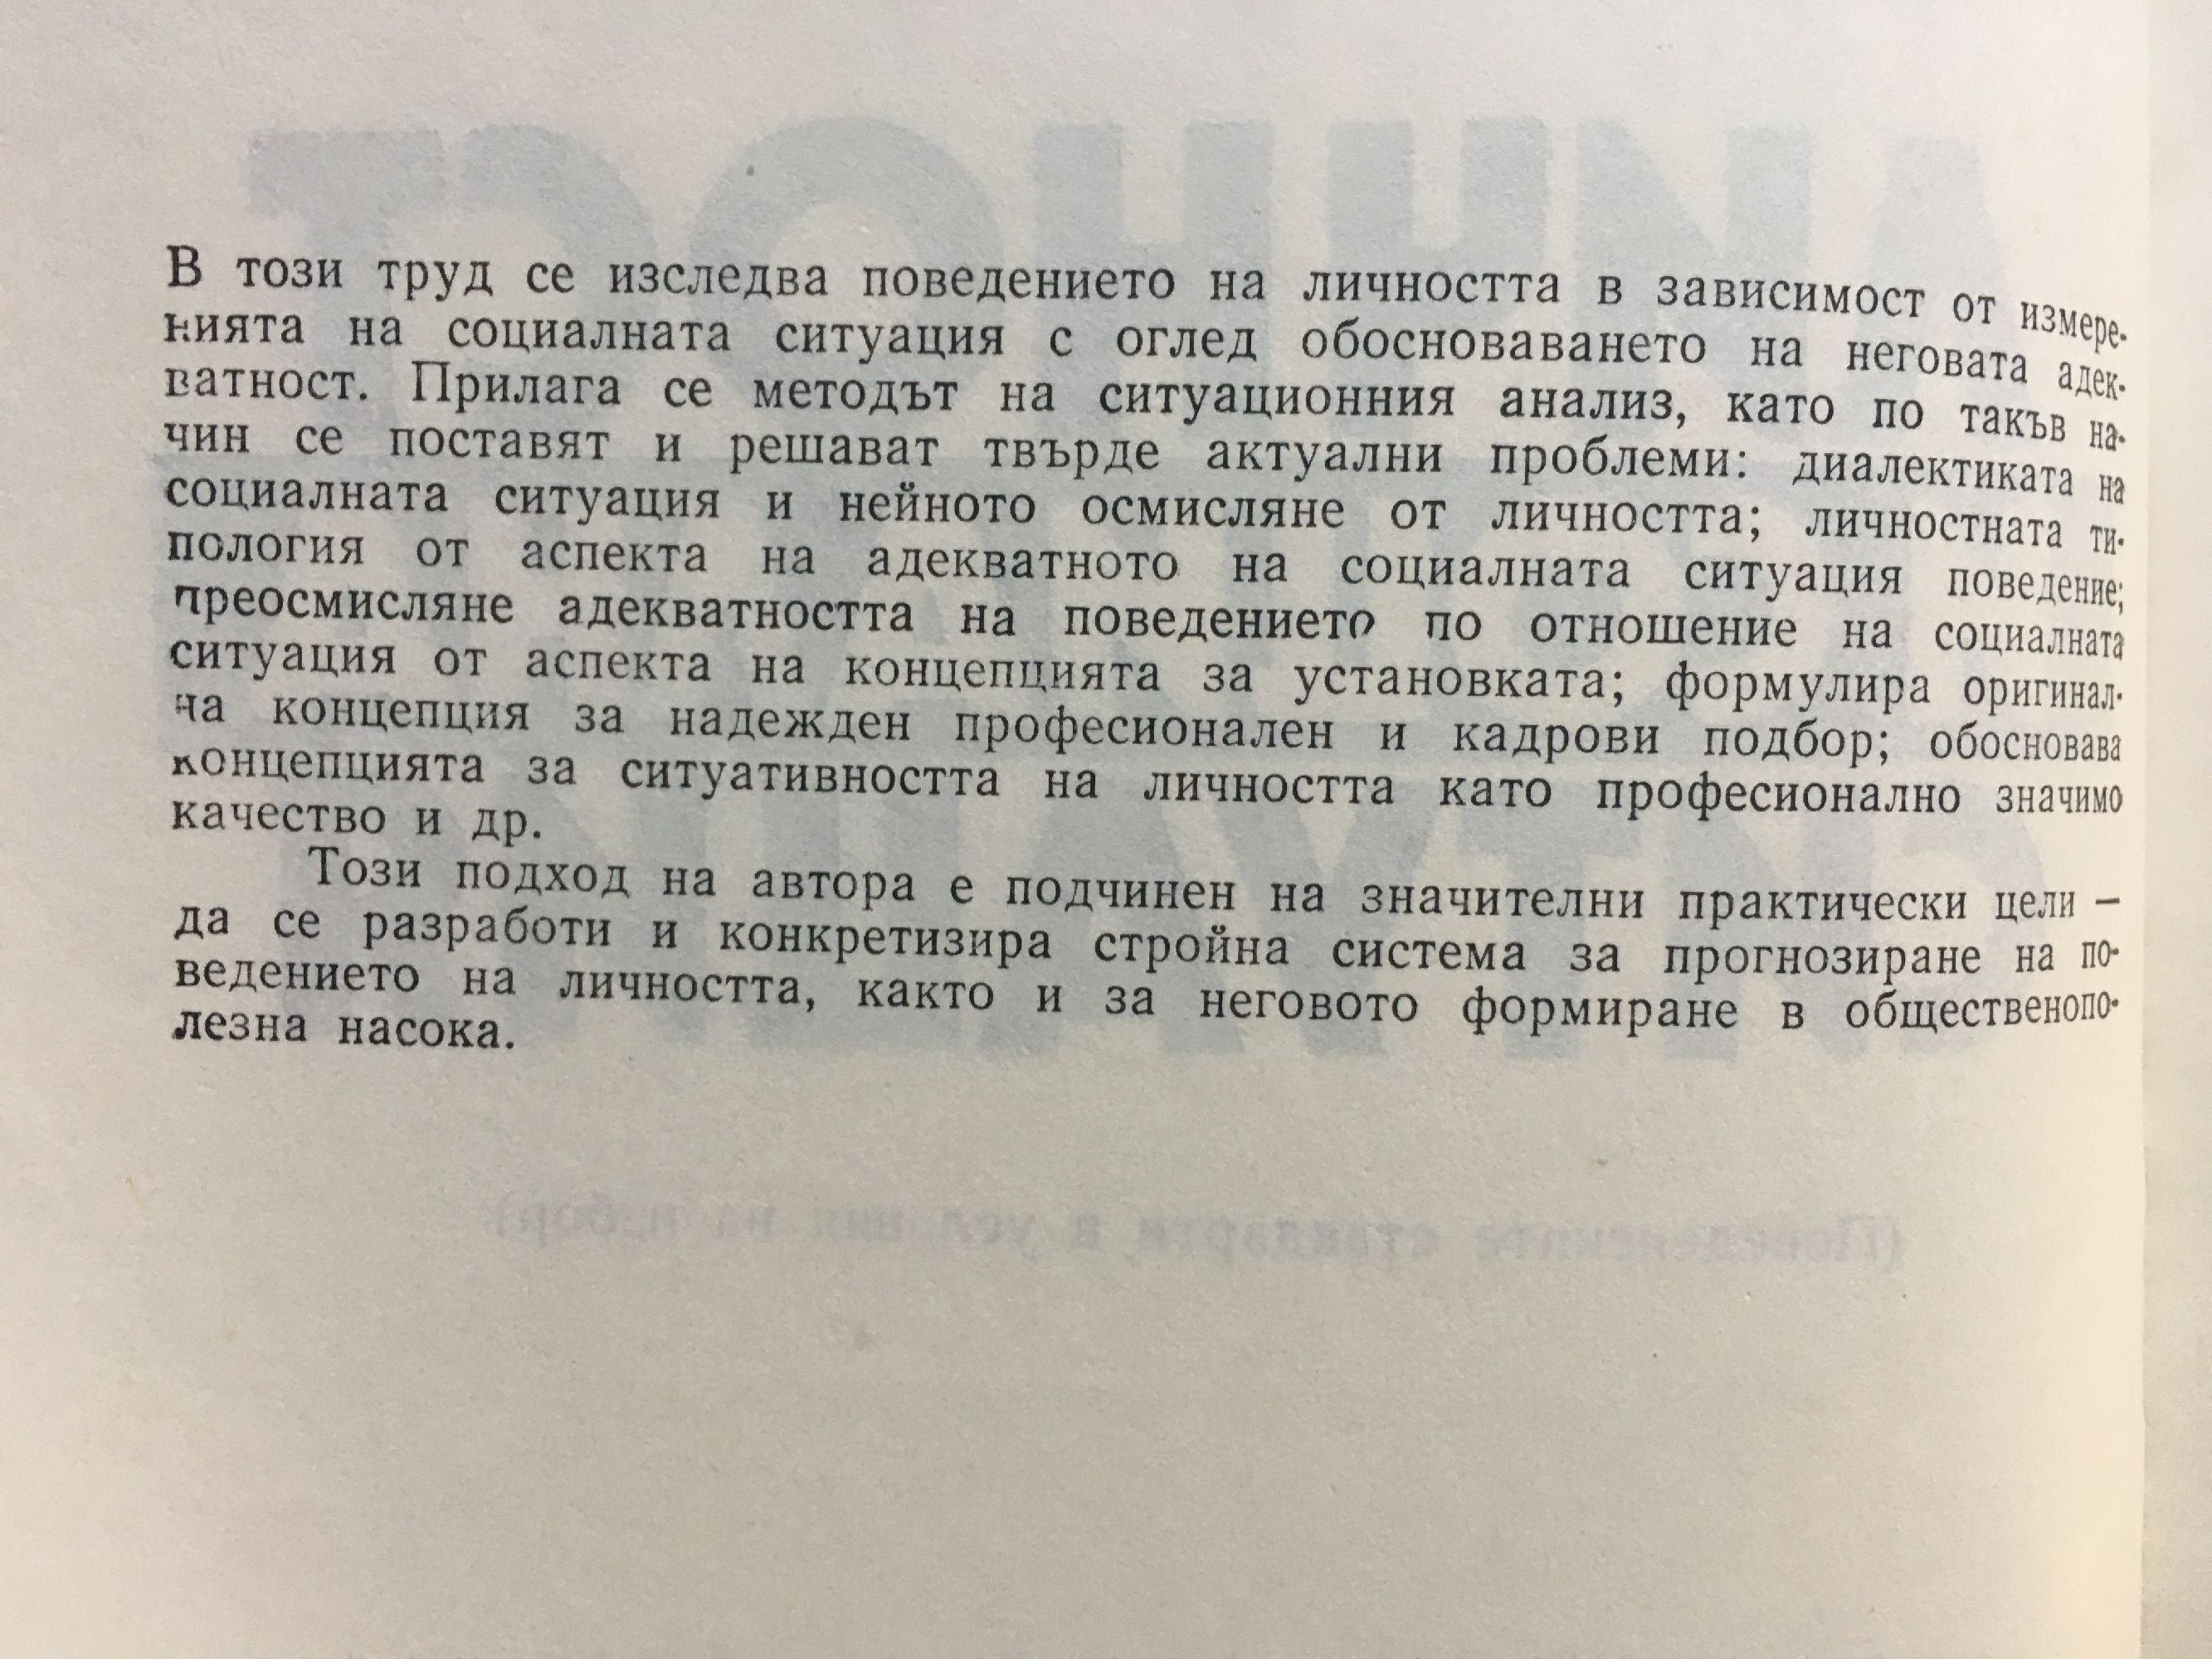 В този труд се изследва поведението на личността в зависимост от измере-
нията на социалната ситуация с оглед обосноваването на неговата адек-
ватност. Прилага се методът на ситуационния анализ, като по такъв на-
чин се поставят и решават твърде актуални проблеми: диалектиката на
социалната ситуация и нейното осмисляне от личността; личностната ти-
пология от аспекта на адекватното на социалната ситуация поведение;
преосмисляне адекватността на поведението по отношение на социалната
ситуация от аспекта на концепцията за установката; формулира оригинал-
на концепция за надежден професионален и кадрови подбор; обосновава
концепцията за ситуативността на личността като професионално значимо
качество и др.
Този подход на автора е подчинен на значителни практически цели –
да се разработи и конкретизира стройна система за прогнозиране на по-
ведението на личността, както и за неговото формиране в общественопо-
лезна насока.